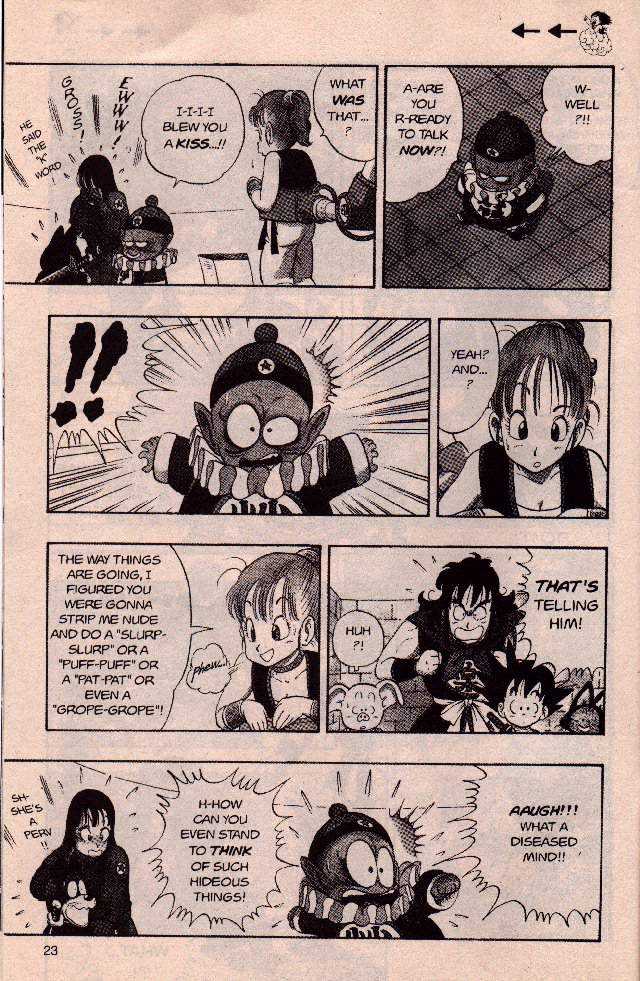 W-
WELL
?!!
A-ARE
YOU
R-READY
TO TALK
NOW?!
WHAT
WAS
THAT...
?
I-I-I-I
BLEW YOU
A KISS...!!
EWWW!
GROSS!
HE
SAID
THE
"K"
WORD
YEAH?
AND...
?
!!
THAT'S
TELLING
HIM!
HUH
?!
Phew...
THE WAY THINGS
ARE GOING, I
FIGURED YOU
WERE GONNA
STRIP ME NUDE
AND DO A "SLURP-
SLURP" OR A
"PUFF-PUFF" OR
A "PAT-PAT" OR
EVEN A
"GROPE-GROPE"!
AAUGH!!!
WHAT A
DISEASED
MIND!!
H-HOW
CAN YOU
EVEN STAND
TO THINK
OF SUCH
HIDEOUS
THINGS!
SH-
SHE'S
A
PERV
!!
23